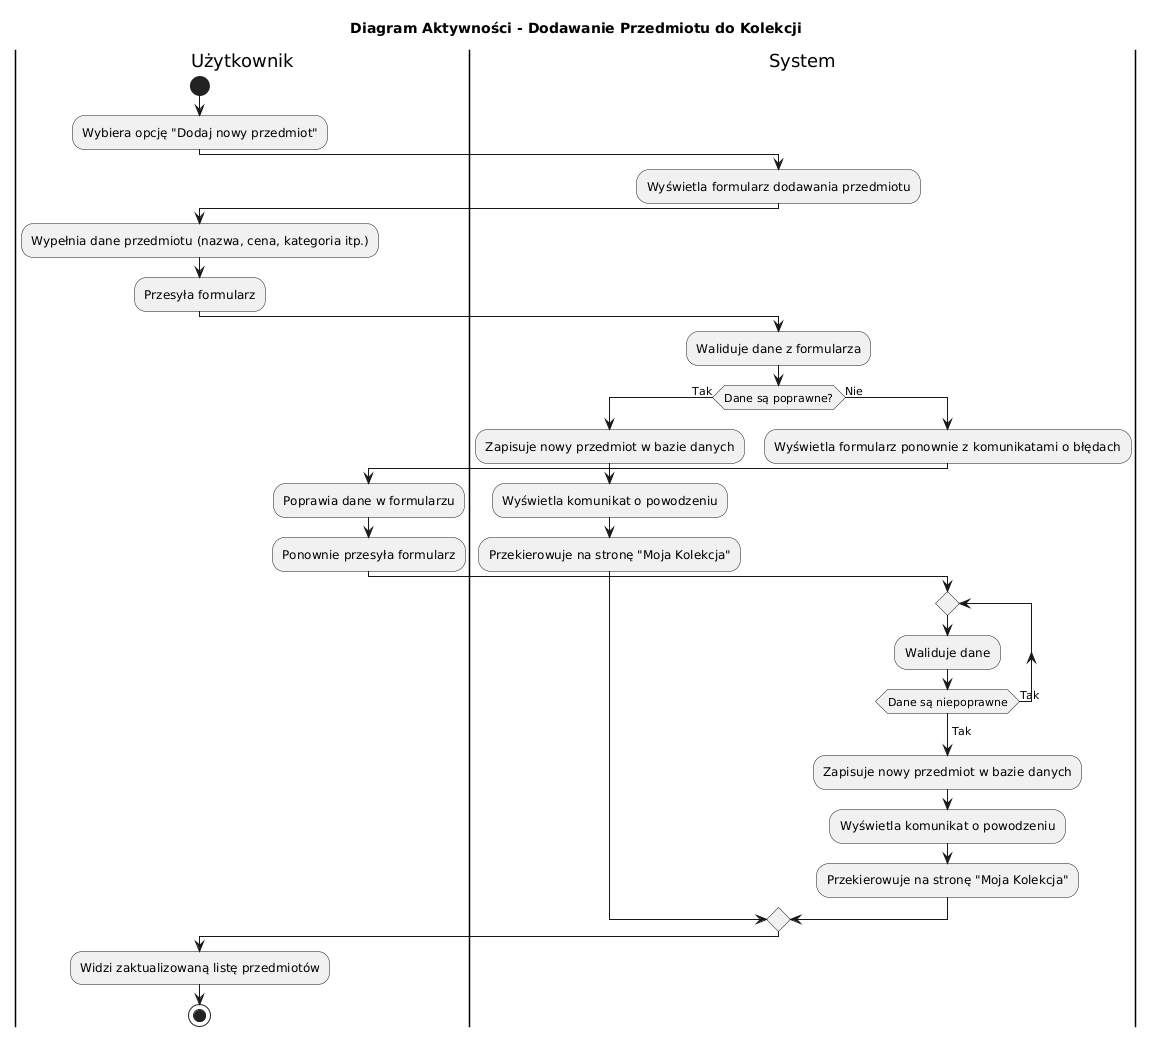 Diagram Aktywności - Dodawanie Przedmiotu do Kolekcji
Użytkownik
System
Wybiera opcję "Dodaj nowy przedmiot"
Wyświetla formularz dodawania przedmiotu
Wypełnia dane przedmiotu (nazwa, cena, kategoria itp.)
Przesyła formularz
Waliduje dane z formularza
Tak
Dane są poprawne?
Nie
Zapisuje nowy przedmiot w bazie danych
Wyświetla formularz ponownie z komunikatami o błędach
Poprawia dane w formularzu
Wyświetla komunikat o powodzeniu
Ponownie przesyła formularz
Przekierowuje na stronę "Moja Kolekcja"
Waliduje dane
Dane są niepoprawne
Tak
Tak
Zapisuje nowy przedmiot w bazie danych
Wyświetla komunikat o powodzeniu
Przekierowuje na stronę "Moja Kolekcja"
Widzi zaktualizowaną listę przedmiotów